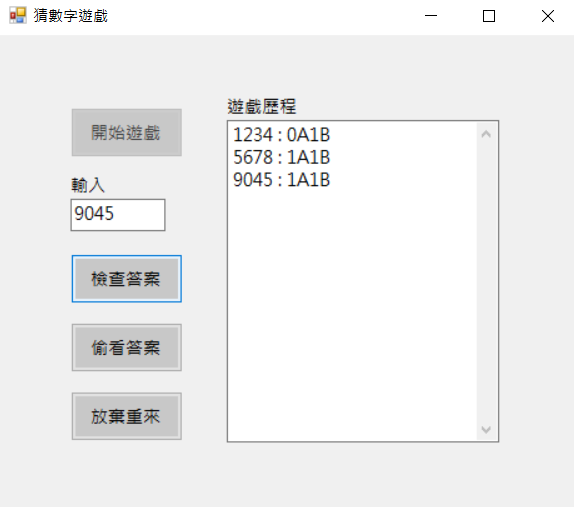 猜數字遊戲
開始遊戲
輸入
9045
檢查答案
偷看答案
放棄重來
遊戲歷程
1234 : 0A1B
5678 : 1A1B
9045 : 1A1B